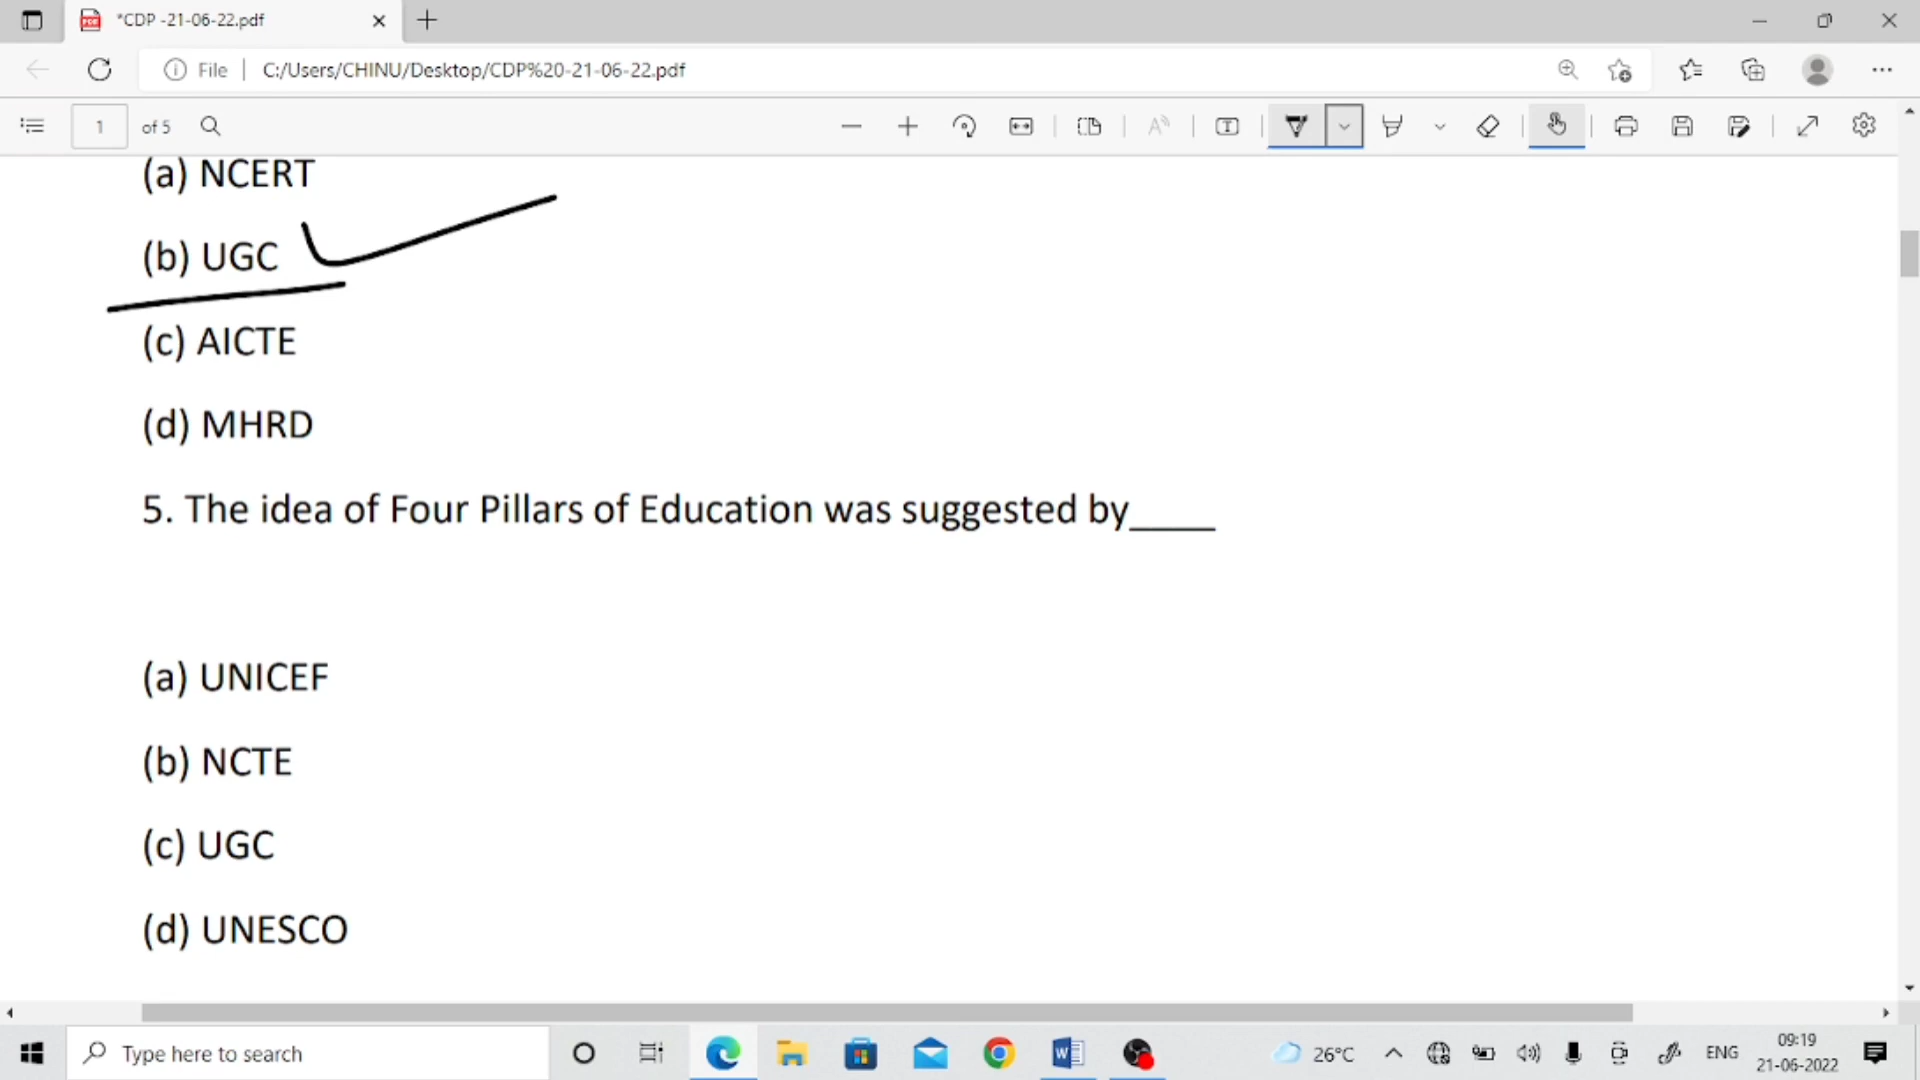 *CDP -21-06-22.pdf
File
C:/Users/CHINU/Desktop/CDP%20-21-06-22.pdf
1 of 5
(a) NCERT
(b) UGC
(c) AICTE
(d) MHRD
5. The idea of Four Pillars of Education was suggested by____
(a) UNICEF
(b) NCTE
(c) UGC
(d) UNESCO
Type here to search
26°C
ENG
09:19
21-06-2022